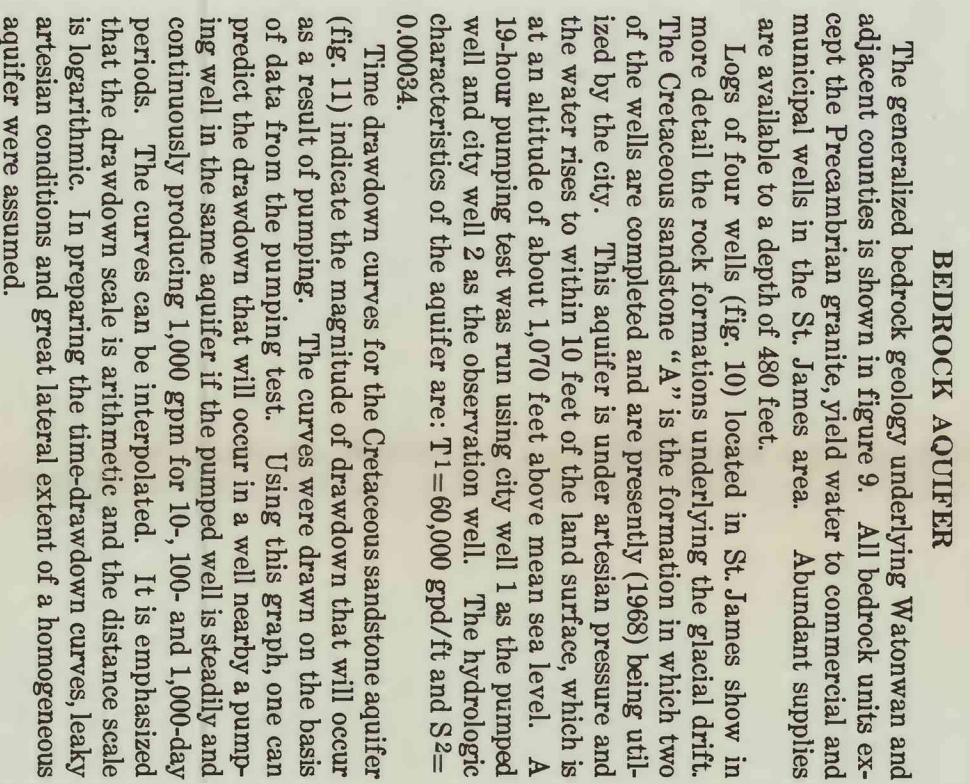 BEDROCK AQUIFER
The generalized bedrock geology underlying Watonwan and
adjacent counties is shown in figure 9. All bedrock units ex-
cept the Precambrian granite, yield water to commercial and
municipal wells in the St. James area. Abundant supplies
are available to a depth of 480 feet.
Logs of four wells (fig. 10) located in St. James show in
more detail the rock formations underlying the glacial drift.
The Cretaceous sandstone "A" is the formation in which two
of the wells are completed and are presently (1968) being util-
ized by the city. This aquifer is under artesian pressure and
the water rises to within 10 feet of the land surface, which is
at an altitude of about 1,070 feet above mean sea level. A
19-hour pumping test was run using city well 1 as the pumped
well and city well 2 as the observation well. The hydrologic
characteristics of the aquifer are: T1=60,000 gpd/ft and S2=
0.00034.
Time drawdown curves for the Cretaceous sandstone aquifer
(fig. 11) indicate the magnitude of drawdown that will occur
as a result of pumping. The curves were drawn on the basis
of data from the pumping test. Using this graph, one can
predict the drawdown that will occur in a well nearby a pump-
ing well in the same aquifer if the pumped well is steadily and
continuously producing 1,000 gpm for 10-, 100- and 1,000-day
periods. The curves can be interpolated. It is emphasized
that the drawdown scale is arithmetic and the distance scale
is logarithmic. In preparing the time-drawdown curves, leaky
artesian conditions and great lateral extent of a homogeneous
aquifer were assumed.